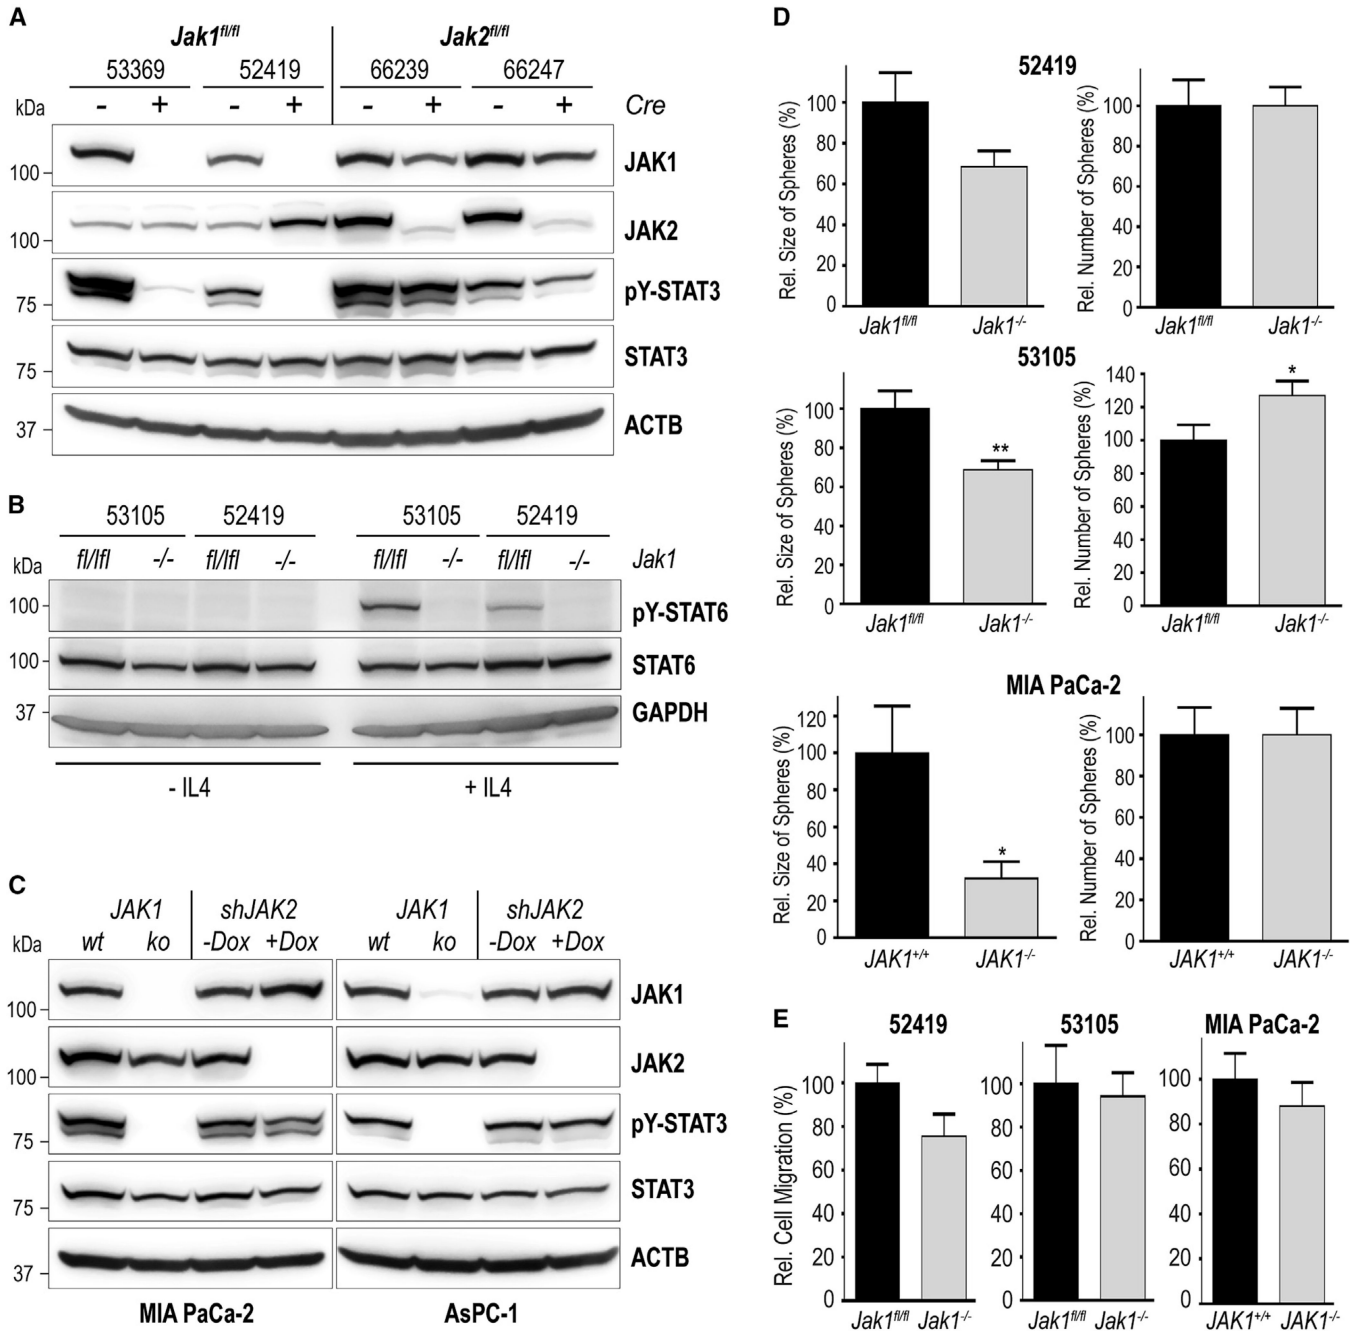 A
Jak1fl/fl Jak2fl/fl
53369 52419 66239 66247
kDa - + - + - + - + Cre
100 JAK1
100 JAK2
75 pY-STAT3
75 STAT3
37 ACTB
B
53105 52419 53105 52419
kDa fl/lfl -/- fl/lfl -/- fl/lfl -/- fl/lfl -/- Jak1
100 pY-STAT6
100 STAT6
37 GAPDH
- IL4 + IL4
C
JAK1 shJAK2 JAK1 shJAK2
kDa wt ko -Dox +Dox wt ko -Dox +Dox
100 JAK1
100 JAK2
75 pY-STAT3
75 STAT3
37 ACTB
MIA PaCa-2 AsPC-1
D
52419
Rel. Size of Spheres (%)
100
80
60
40
20
0
Jak1fl/fl Jak1-/-
Rel. Number of Spheres (%)
100
80
60
40
20
0
Jak1fl/fl Jak1-/-
53105
Rel. Size of Spheres (%)
100
80
60
40
20
0
**
Jak1fl/fl Jak1-/-
Rel. Number of Spheres (%)
140
120
100
80
60
40
20
0
*
Jak1fl/fl Jak1-/-
MIA PaCa-2
Rel. Size of Spheres (%)
120
100
80
60
40
20
0
*
JAK1+/+ JAK1-/-
Rel. Number of Spheres (%)
100
80
60
40
20
0
JAK1+/+ JAK1-/-
E
52419 53105 MIA PaCa-2
Rel. Cell Migration (%)
100
80
60
40
20
0
Jak1fl/fl Jak1-/-
100
80
60
40
20
0
Jak1fl/fl Jak1-/-
100
80
60
40
20
0
JAK1+/+ JAK1-/-